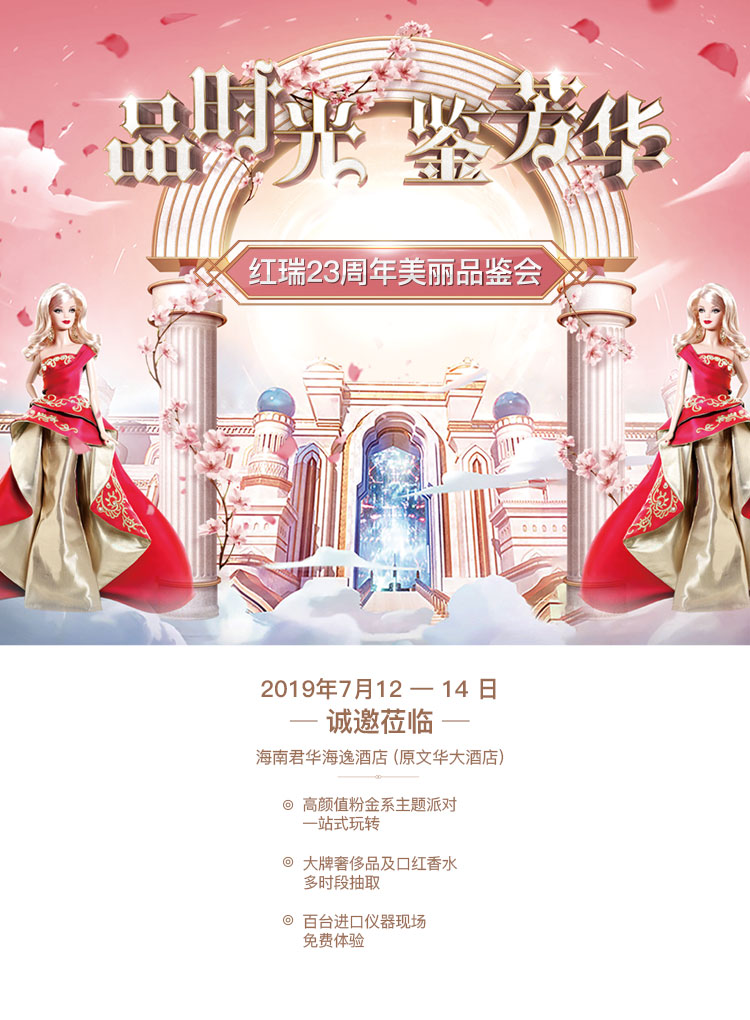 品时光 鉴芳华
红瑞23周年美丽品鉴会
2019年7月12 — 14 日
— 诚邀莅临 —
海南君华海逸酒店 (原文华大酒店)
◎ 高颜值粉金系主题派对
一站式玩转
◎ 大牌奢侈品及口红香水
多时段抽取
◎ 百台进口仪器现场
免费体验